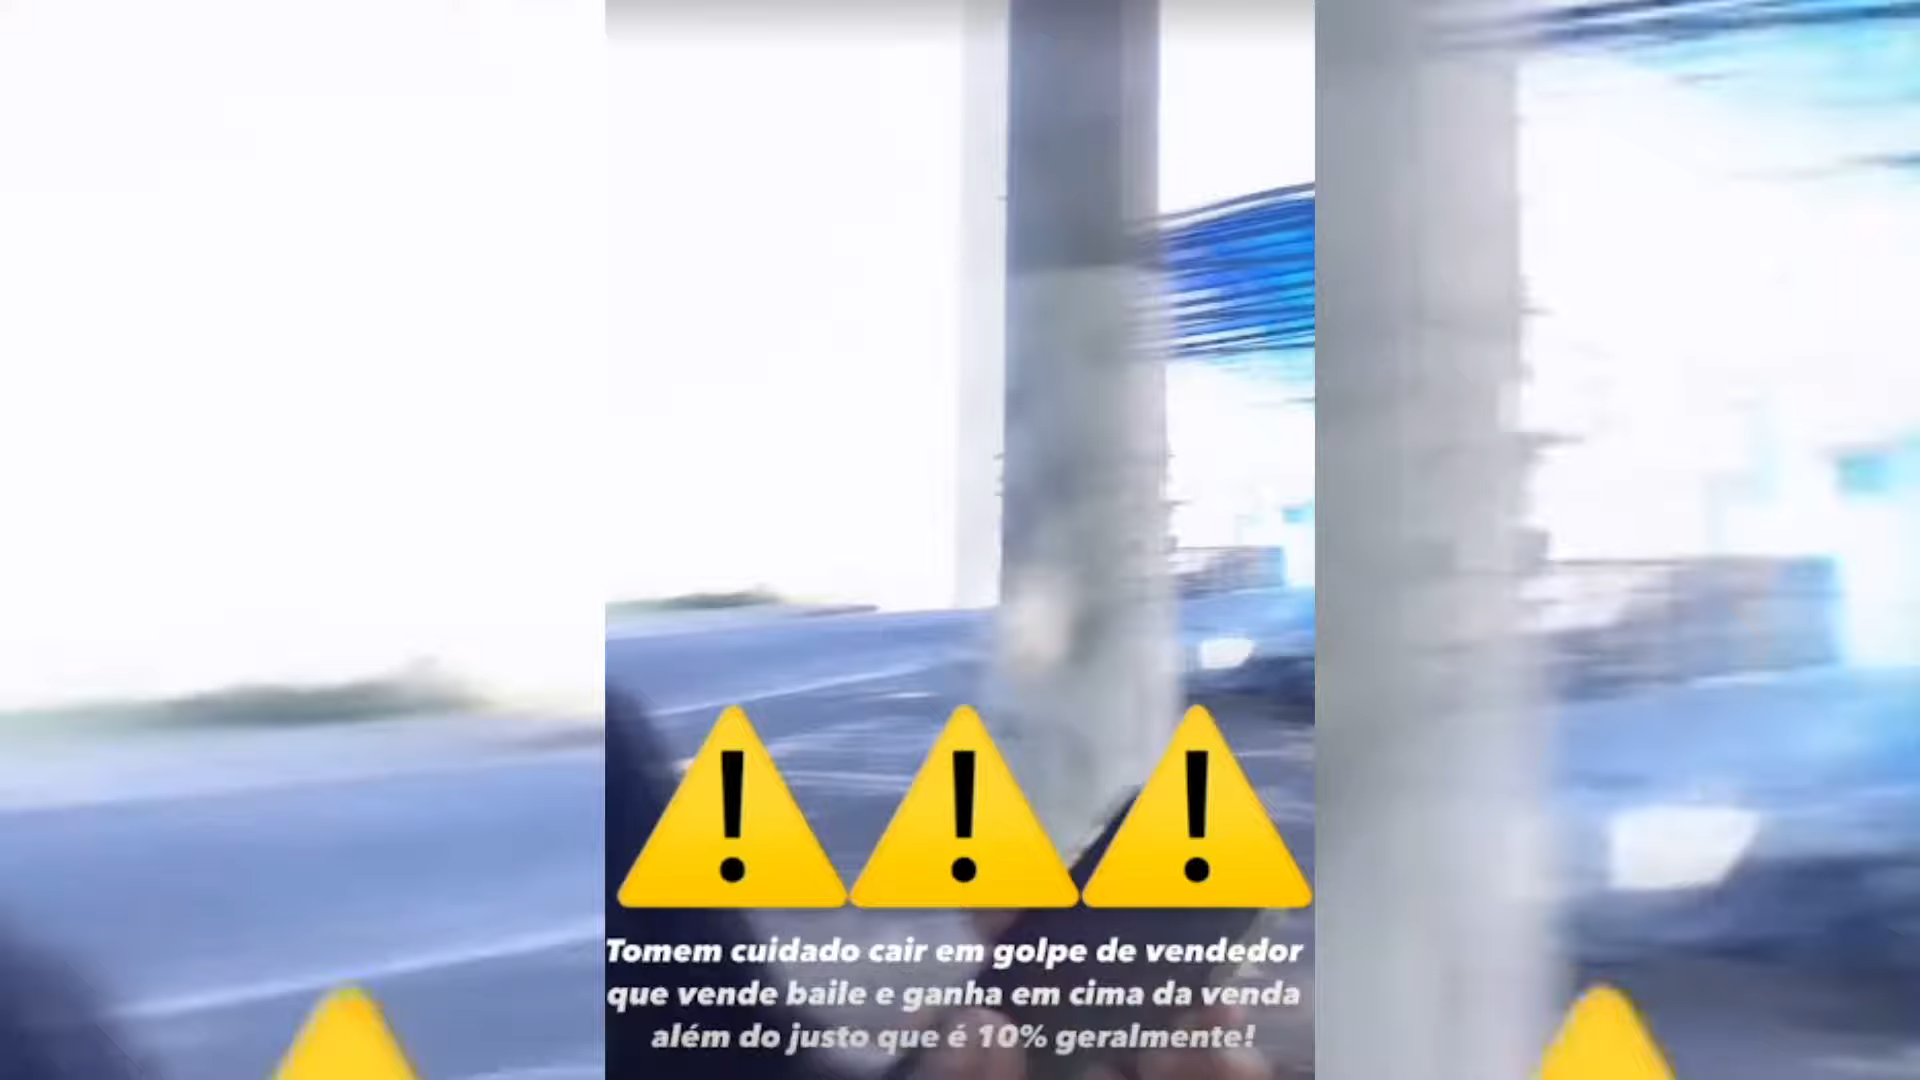 Tomem cuidado cair em golpe de vendedor
que vende baile e ganha em cima da venda
além do justo que é 10% geralmente!